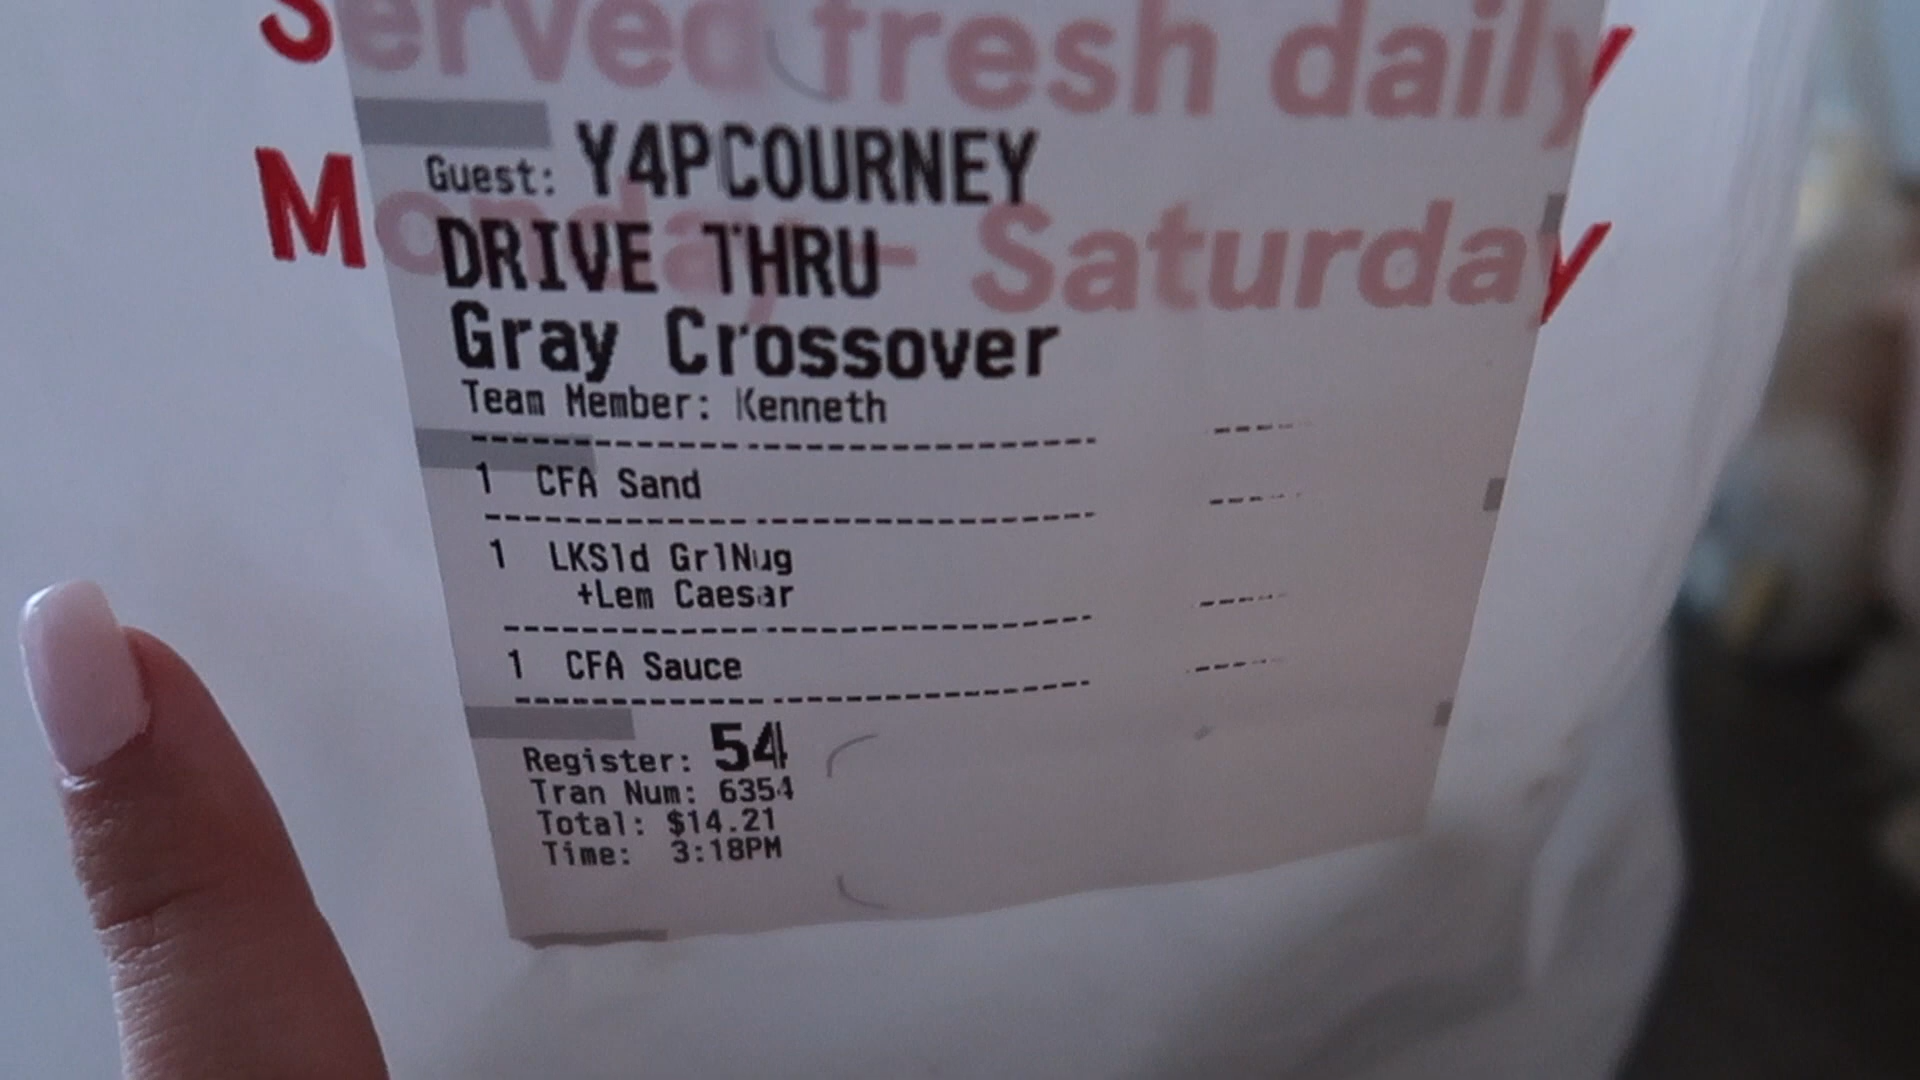 Served fresh daily
Guest: Y4PCOURNEY
Monday - Saturday
DRIVE THRU
Gray Crossover
Team Member: Kenneth
1 CFA Sand
1 LKSld GrlNug
+Lem Caesar
1 CFA Sauce
Register: 54
Tran Num: 6354
Total: $14.21
Time: 3:18PM